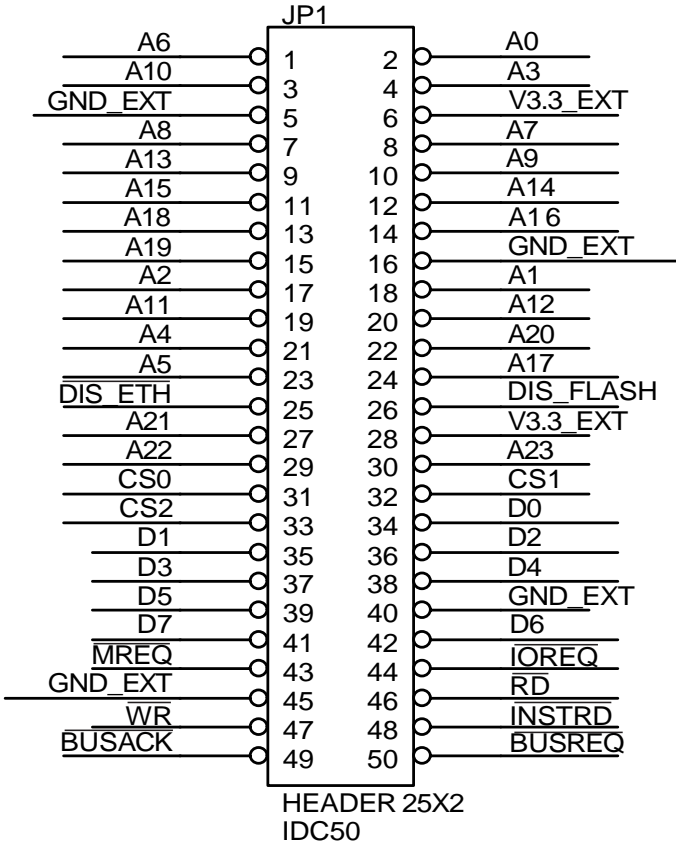 JP1
A6 1 2 A0
A10 3 4 A3
GND_EXT 5 6 V3.3_EXT
A8 7 8 A7
A13 9 10 A9
A15 11 12 A14
A18 13 14 A16
A19 15 16 GND_EXT
A2 17 18 A1
A11 19 20 A12
A4 21 22 A20
A5 23 24 A17
DIS_ETH 25 26 DIS_FLASH
A21 27 28 V3.3_EXT
A22 29 30 A23
CS0 31 32 CS1
CS2 33 34 D0
D1 35 36 D2
D3 37 38 D4
D5 39 40 GND_EXT
D7 41 42 D6
MREQ 43 44 IOREQ
GND_EXT 45 46 RD
WR 47 48 INSTRD
BUSACK 49 50 BUSREQ
HEADER 25X2
IDC50